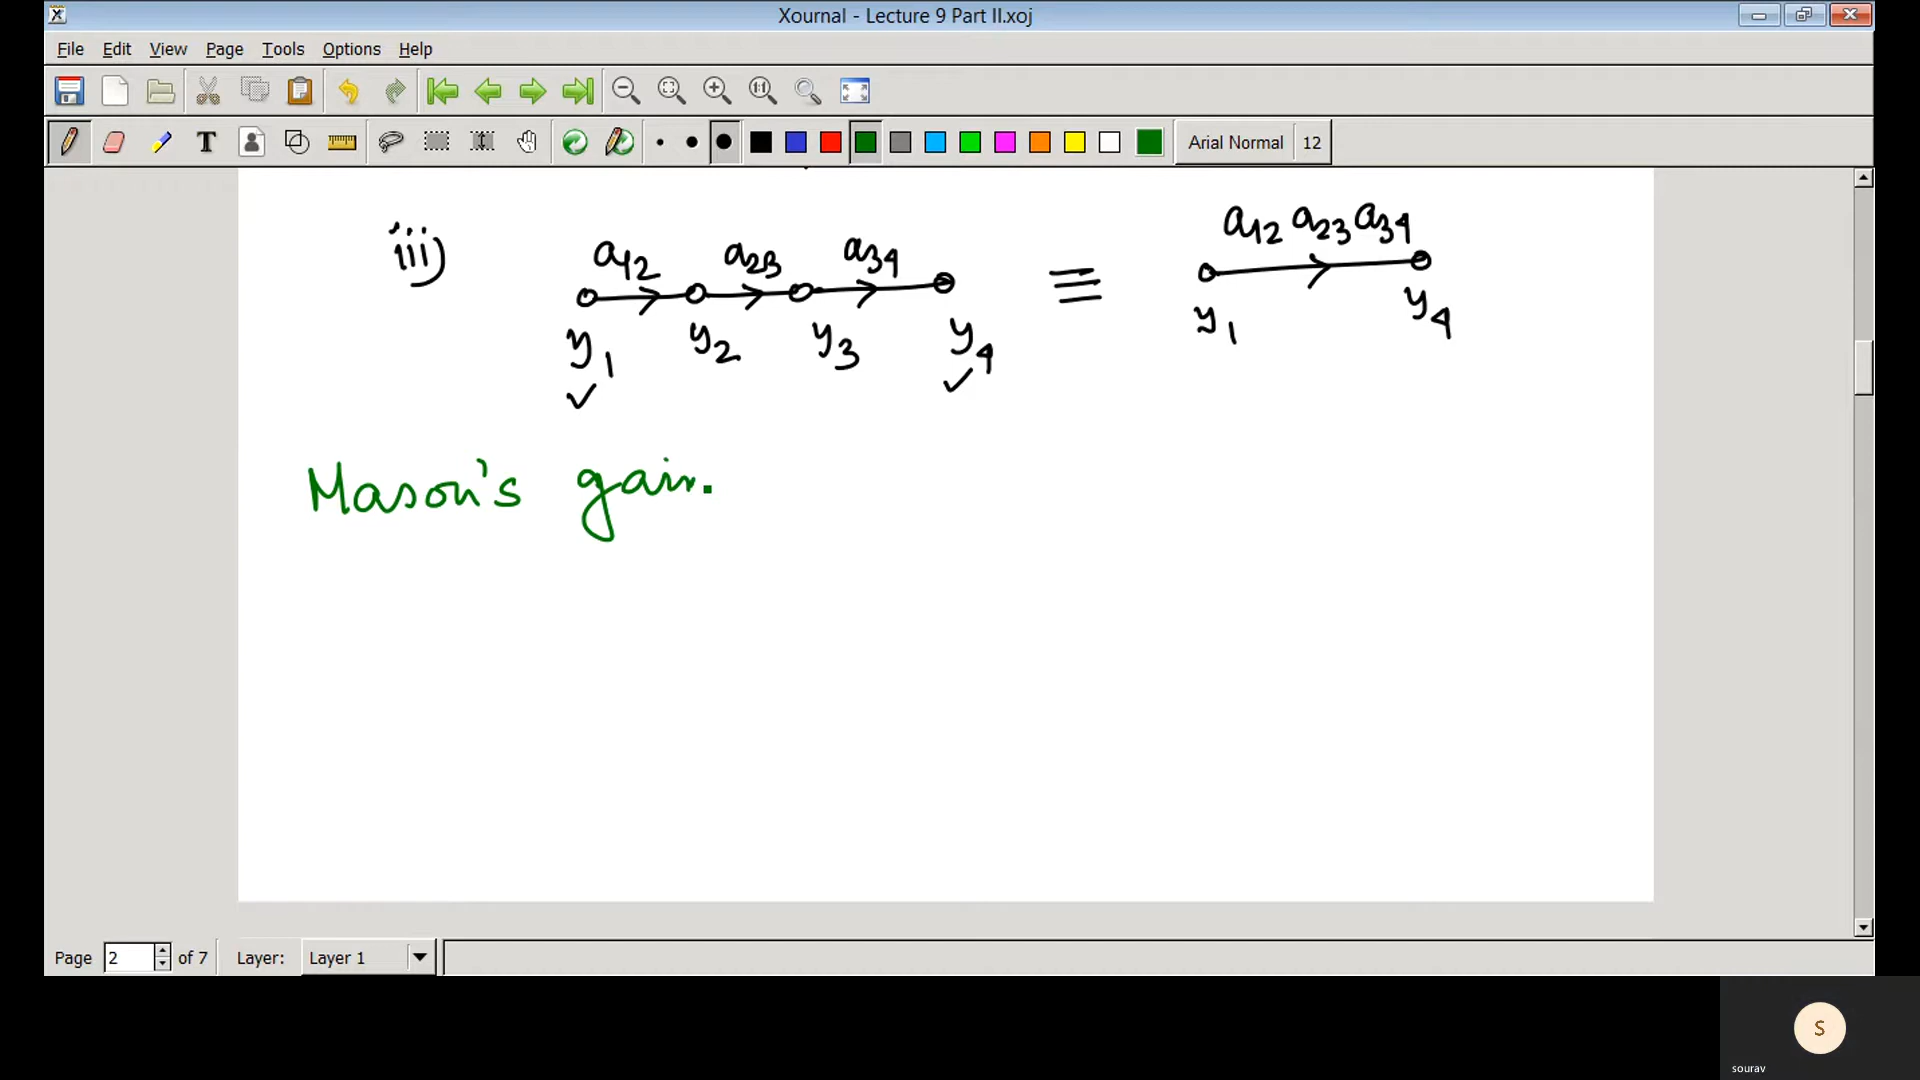 Xournal - Lecture 9 Part II.xoj
File Edit View Page Tools Options Help
Arial Normal 12
iii) a12 a23 a34 ≡ a12 a23 a34
y1 y2 y3 y4 y1 y4
✓ ✓
Mason's gain
Page 2 of 7 Layer: Layer 1
S
sourav